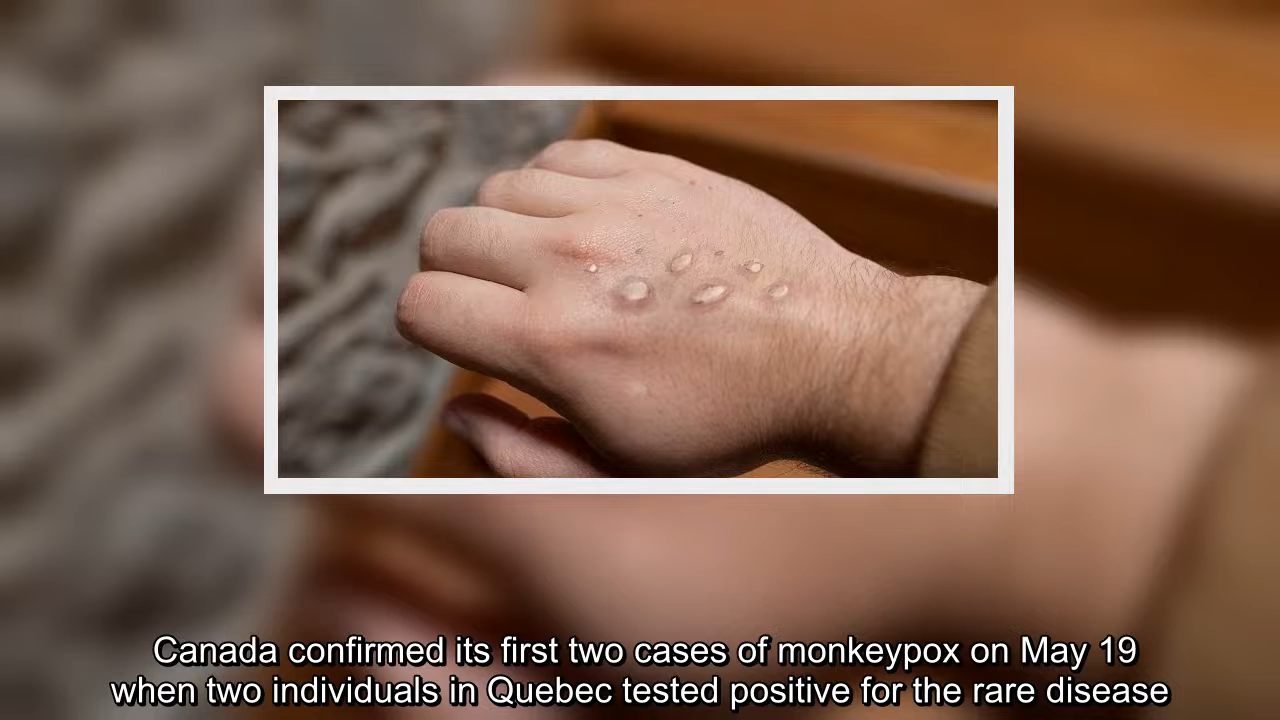 Canada confirmed its first two cases of monkeypox on May 19
when two individuals in Quebec tested positive for the rare disease